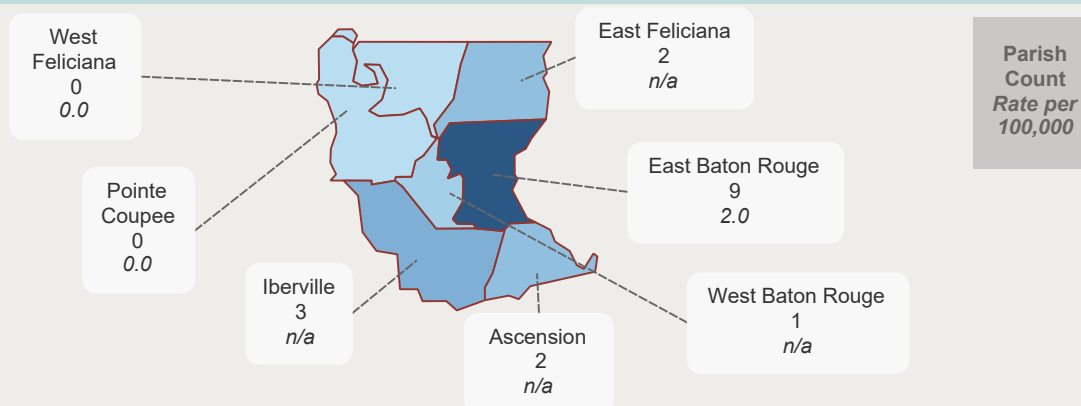 West
Feliciana
0
0.0
East Feliciana
2
n/a
Parish
Count
Rate per
100,000
East Baton Rouge
9
2.0
Pointe
Coupee
0
0.0
Iberville
3
n/a
West Baton Rouge
1
n/a
Ascension
2
n/a